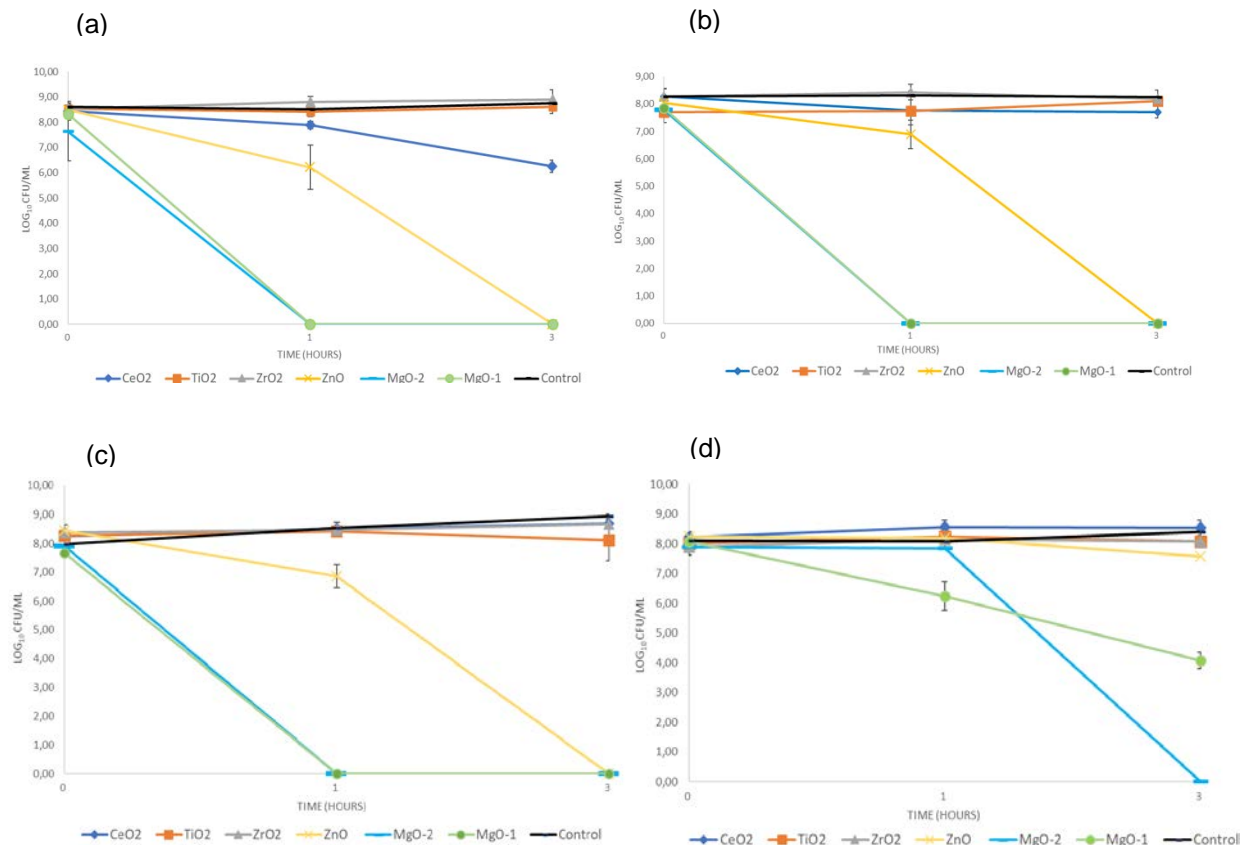 (a)
10,00
9,00
8,00
7,00
6,00
5,00
4,00
3,00
2,00
1,00
0,00
LOG₁₀ CFU/ML
0 1 3
TIME (HOURS)
CeO2 TiO2 ZrO2 ZnO MgO-2 MgO-1 Control
(b)
9,00
8,00
7,00
6,00
5,00
4,00
3,00
2,00
1,00
0,00
LOG₁₀ CFU/ML
0 1 3
TIME (HOURS)
CeO2 TiO2 ZrO2 ZnO MgO-2 MgO-1 Control
(c)
10,00
9,00
8,00
7,00
6,00
5,00
4,00
3,00
2,00
1,00
0,00
LOG₁₀ CFU/ML
0 1 3
TIME (HOURS)
CeO2 TiO2 ZrO2 ZnO MgO-2 MgO-1 Control
(d)
10,00
9,00
8,00
7,00
6,00
5,00
4,00
3,00
2,00
1,00
0,00
LOG₁₀ CFU/ML
0 1 3
TIME (HOURS)
CeO2 TiO2 ZrO2 ZnO MgO-2 MgO-1 Control